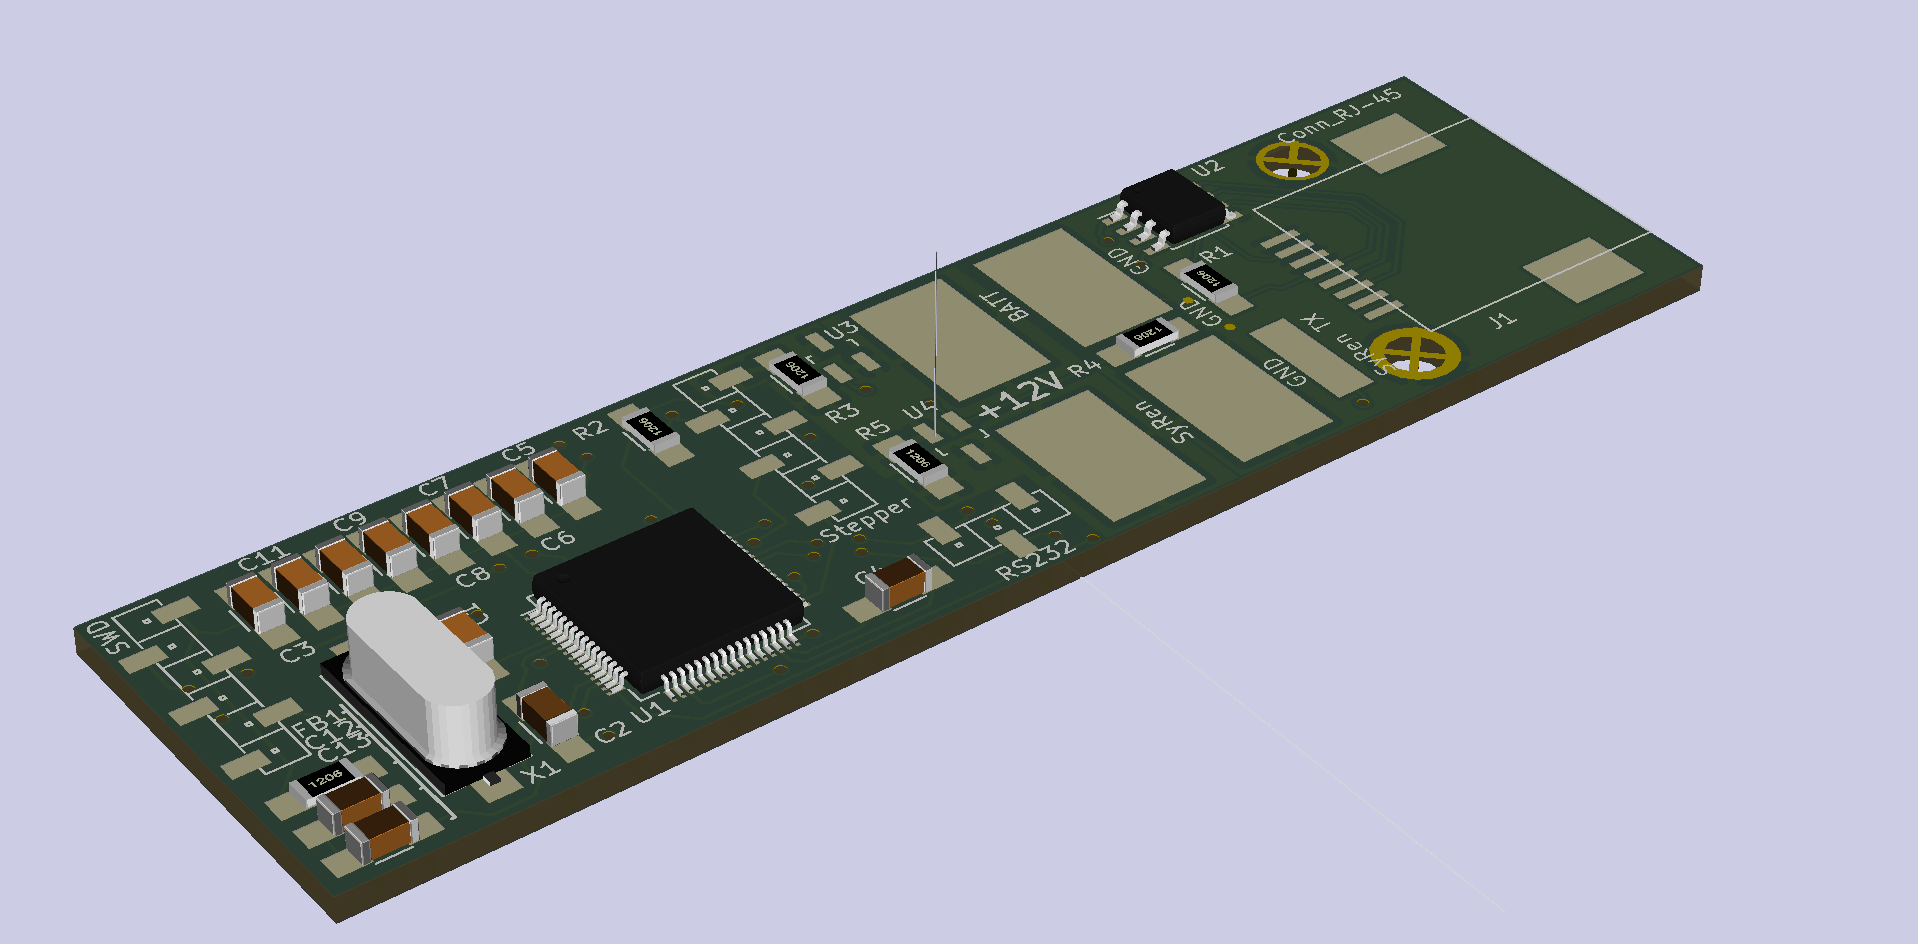 Conn_RJ-45
U2
GND
R1
1206
GND
J1
SyRen TX
GND
BATT
1206
R4
SyRen
+12V
U3
1206
R3
U4
R5
1206
R2
1206
Stepper
RS232
C5
C7
C6
C9
C8
C11
C3
SWD
U1
C2
X1
FB1
C12
C13
1206